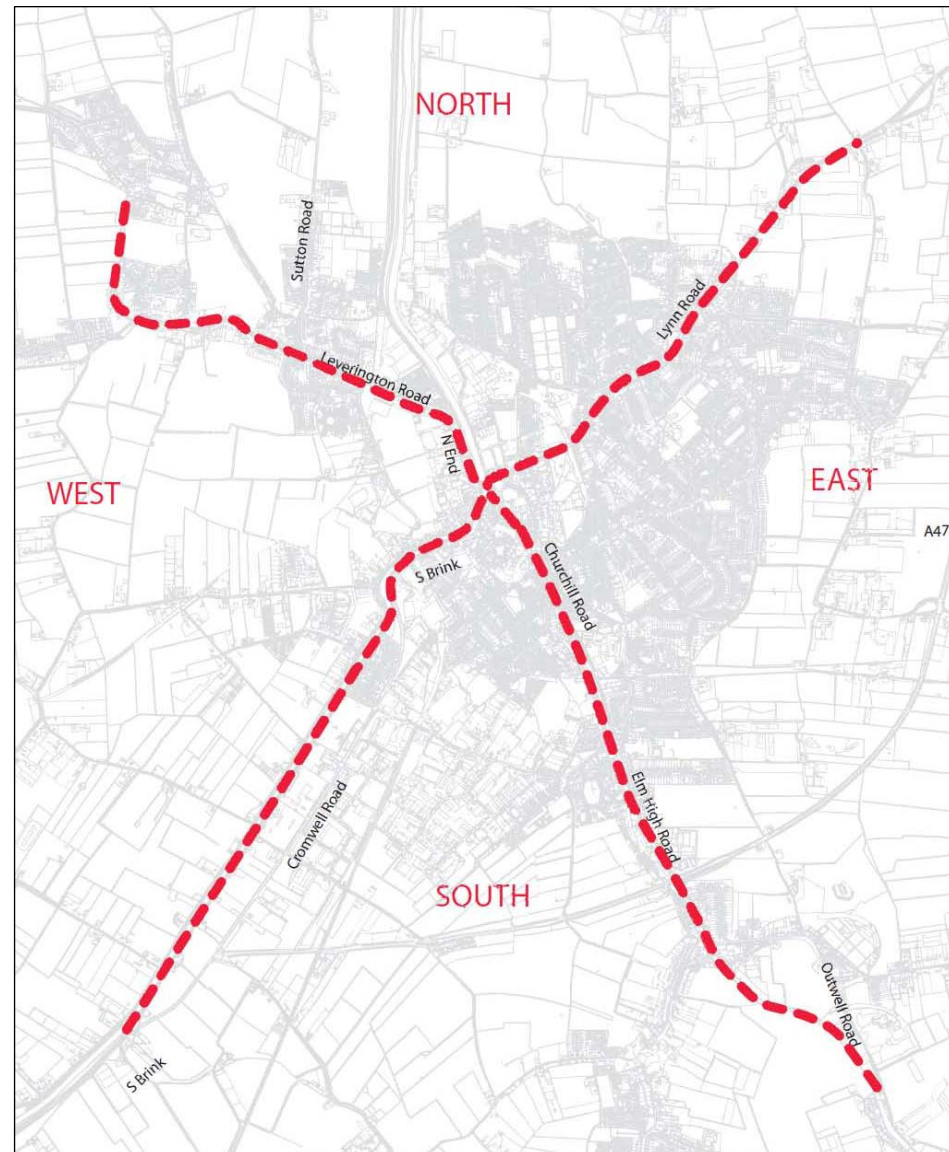 NORTH
Sutton Road
Lynn Road
Leverington Road
N End
WEST
EAST
A47
S Brink
Churchill Road
Elm High Road
Cromwell Road
SOUTH
Outwell Road
S Brink